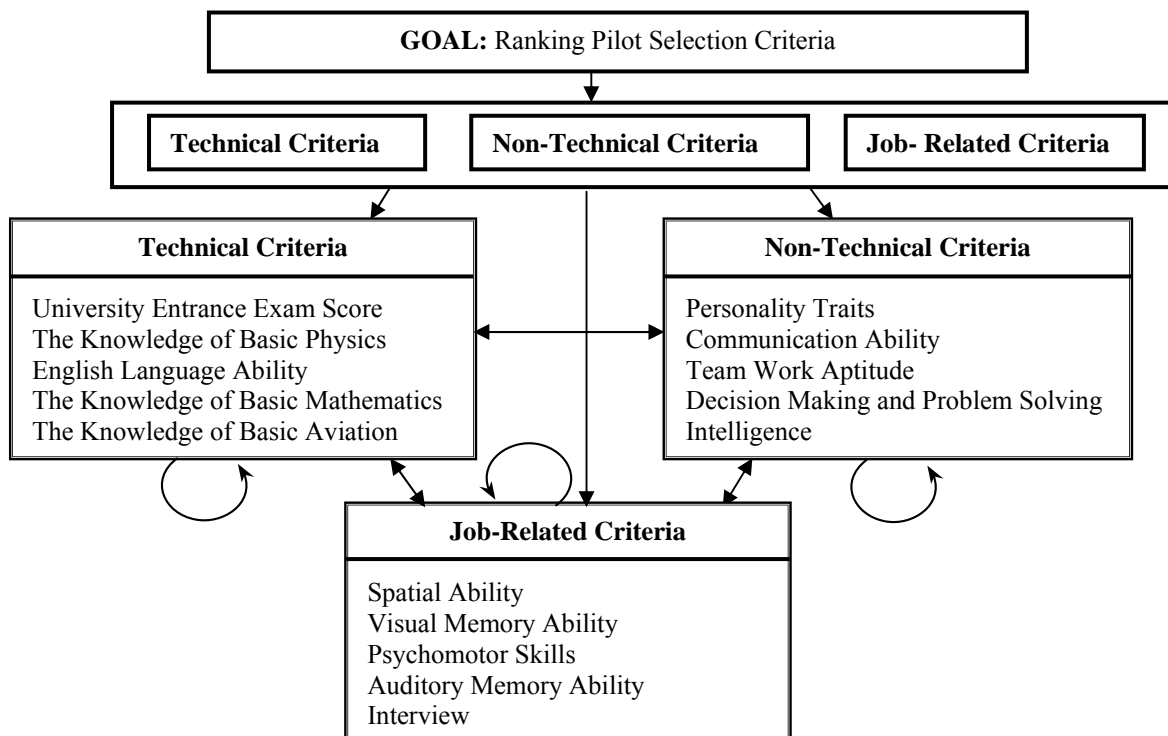 GOAL: Ranking Pilot Selection Criteria
Technical Criteria
Non-Technical Criteria
Job- Related Criteria
Technical Criteria
University Entrance Exam Score
The Knowledge of Basic Physics
English Language Ability
The Knowledge of Basic Mathematics
The Knowledge of Basic Aviation
Non-Technical Criteria
Personality Traits
Communication Ability
Team Work Aptitude
Decision Making and Problem Solving
Intelligence
Job-Related Criteria
Spatial Ability
Visual Memory Ability
Psychomotor Skills
Auditory Memory Ability
Interview